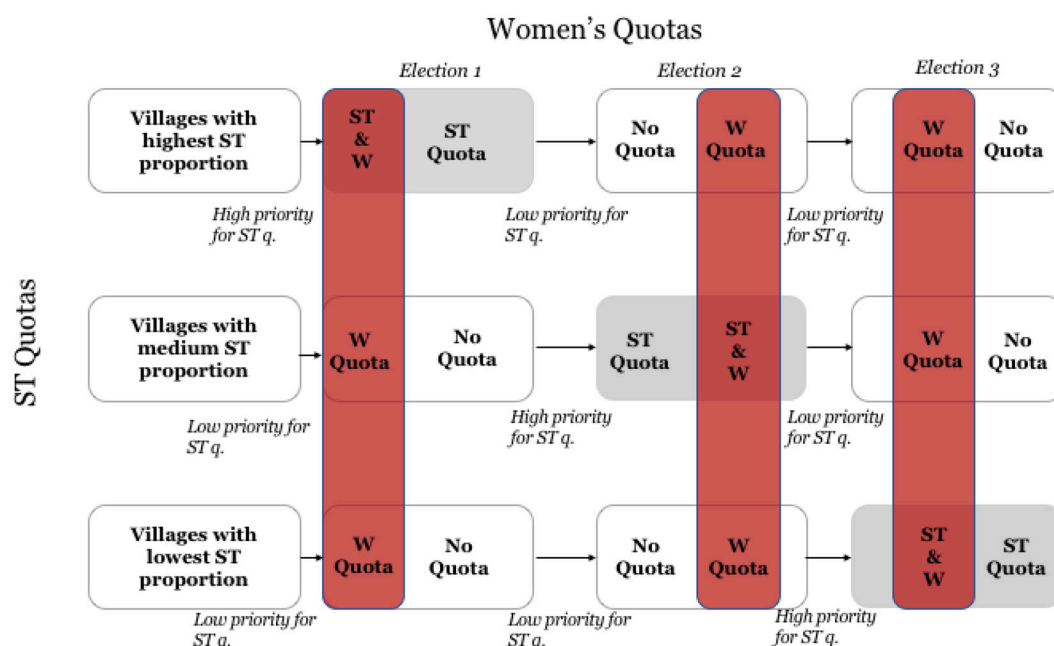 Women's Quotas
Election 1
Election 2
Election 3
ST Quotas
Villages with
highest ST
proportion
ST
&
W
ST
Quota
No
Quota
W
Quota
W
Quota
No
Quota
High priority
for ST q.
Low priority for
ST q.
Low priority for
ST q.
Villages with
medium ST
proportion
W
Quota
No
Quota
ST
Quota
ST
&
W
W
Quota
No
Quota
Low priority for
ST q.
High priority
for ST q.
Low priority for
ST q.
Villages with
lowest ST
proportion
W
Quota
No
Quota
No
Quota
W
Quota
ST
&
W
ST
Quota
Low priority for
ST q.
Low priority for
ST q.
High priority
for ST q.